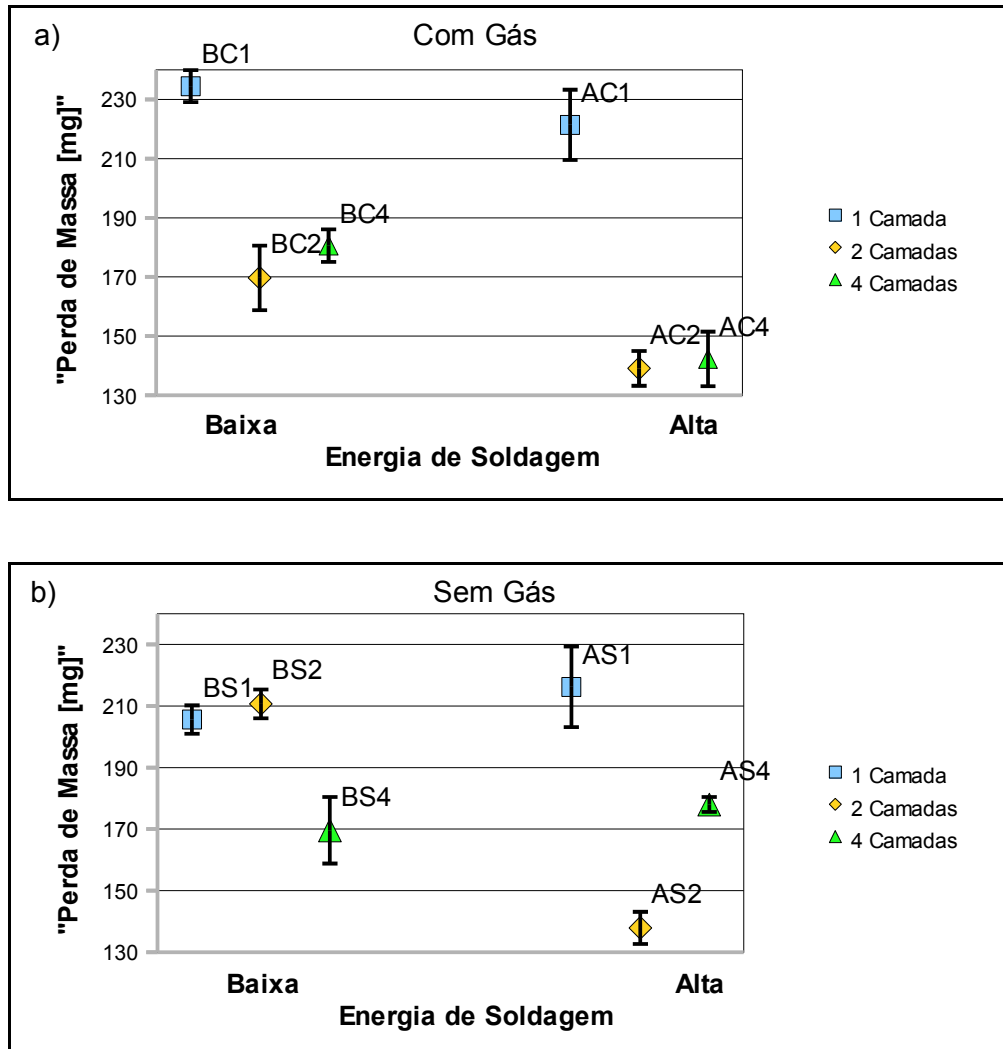 a)
Com Gás
"Perda de Massa [mg]"
230
210
190
170
150
130
BC1
AC1
BC4
BC2
AC2
AC4
Baixa
Alta
Energia de Soldagem
1 Camada
2 Camadas
4 Camadas
b)
Sem Gás
"Perda de Massa [mg]"
230
210
190
170
150
130
BS1
BS2
AS1
BS4
AS4
AS2
Baixa
Alta
Energia de Soldagem
1 Camada
2 Camadas
4 Camadas